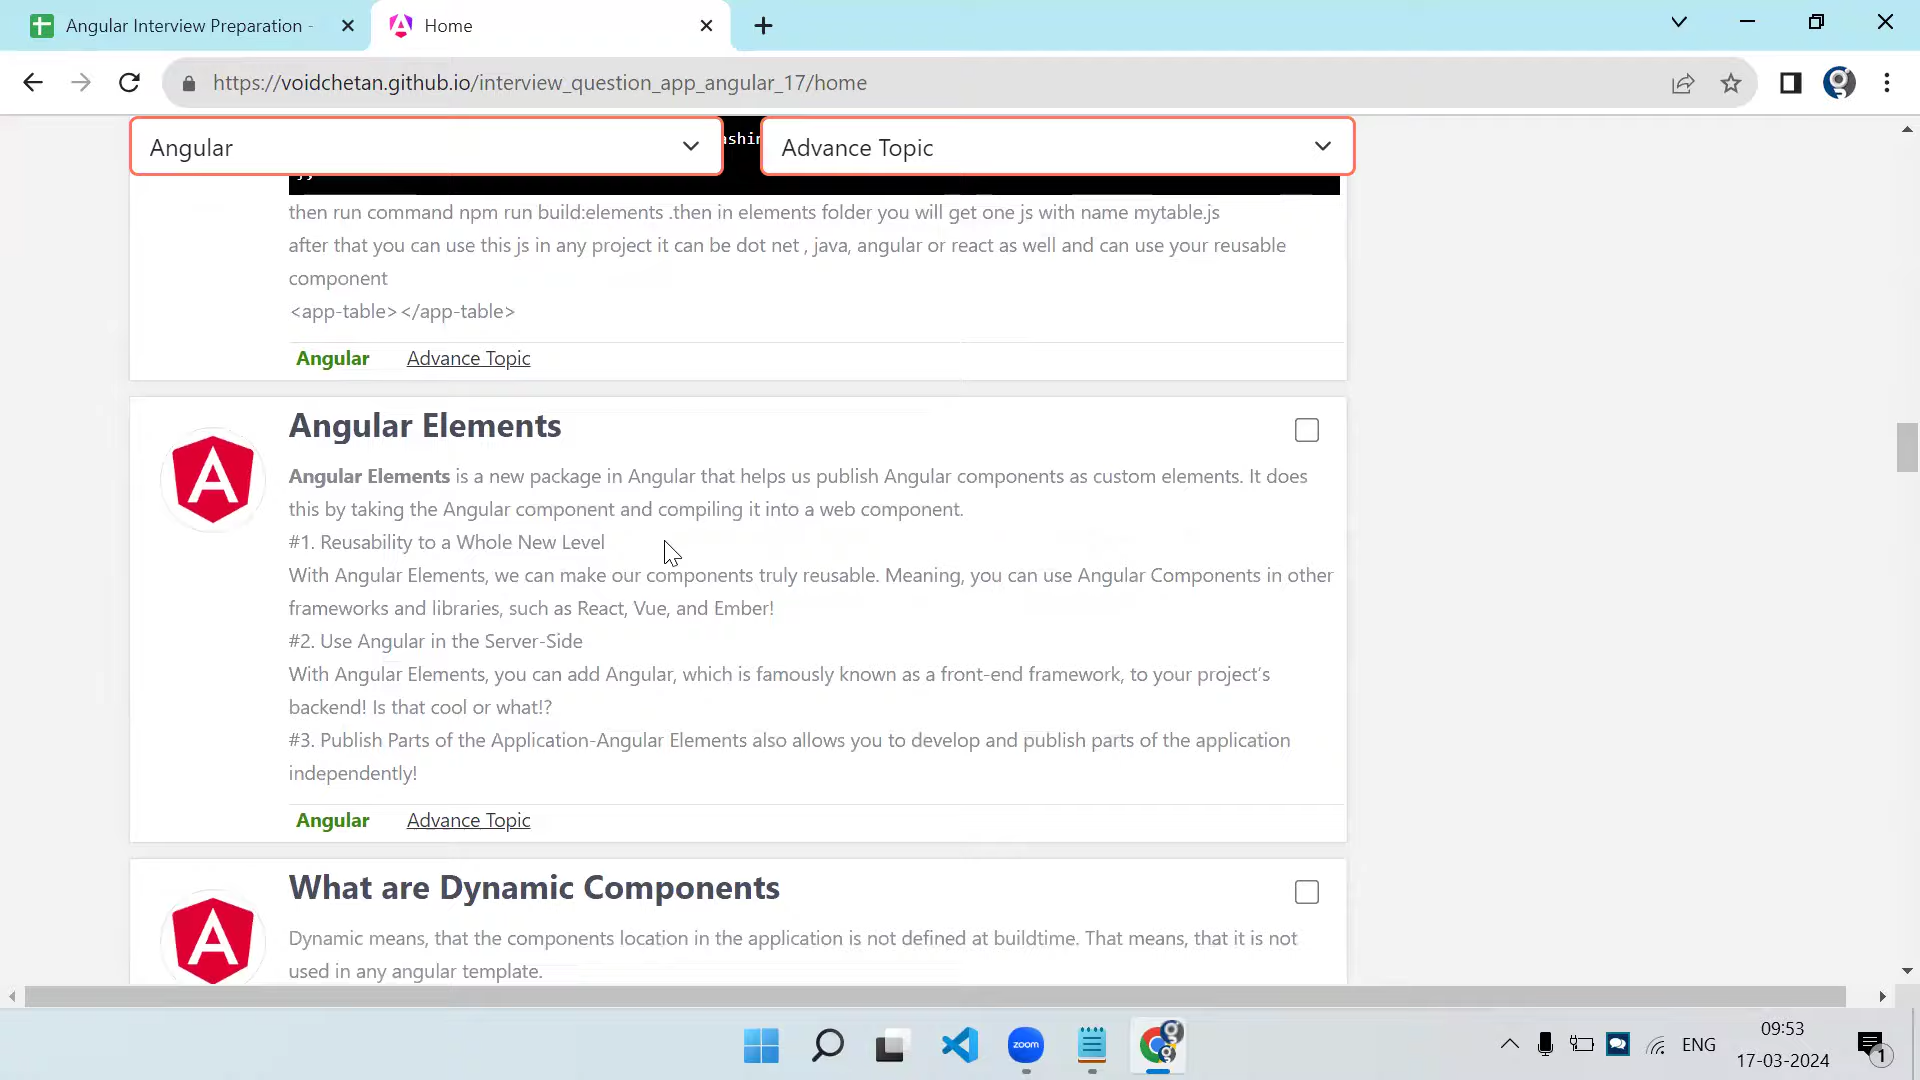 Angular Interview Preparation -
Home
https://voidchetan.github.io/interview_question_app_angular_17/home
Angular
Advance Topic
then run command npm run build:elements .then in elements folder you will get one js with name mytable.js
after that you can use this js in any project it can be dot net , java, angular or react as well and can use your reusable
component
<app-table></app-table>
Angular Advance Topic
Angular Elements
Angular Elements is a new package in Angular that helps us publish Angular components as custom elements. It does
this by taking the Angular component and compiling it into a web component.
#1. Reusability to a Whole New Level
With Angular Elements, we can make our components truly reusable. Meaning, you can use Angular Components in other
frameworks and libraries, such as React, Vue, and Ember!
#2. Use Angular in the Server-Side
With Angular Elements, you can add Angular, which is famously known as a front-end framework, to your project's
backend! Is that cool or what!?
#3. Publish Parts of the Application-Angular Elements also allows you to develop and publish parts of the application
independently!
Angular Advance Topic
What are Dynamic Components
Dynamic means, that the components location in the application is not defined at buildtime. That means, that it is not
used in any angular template.
zoom
ENG
09:53
17-03-2024
1